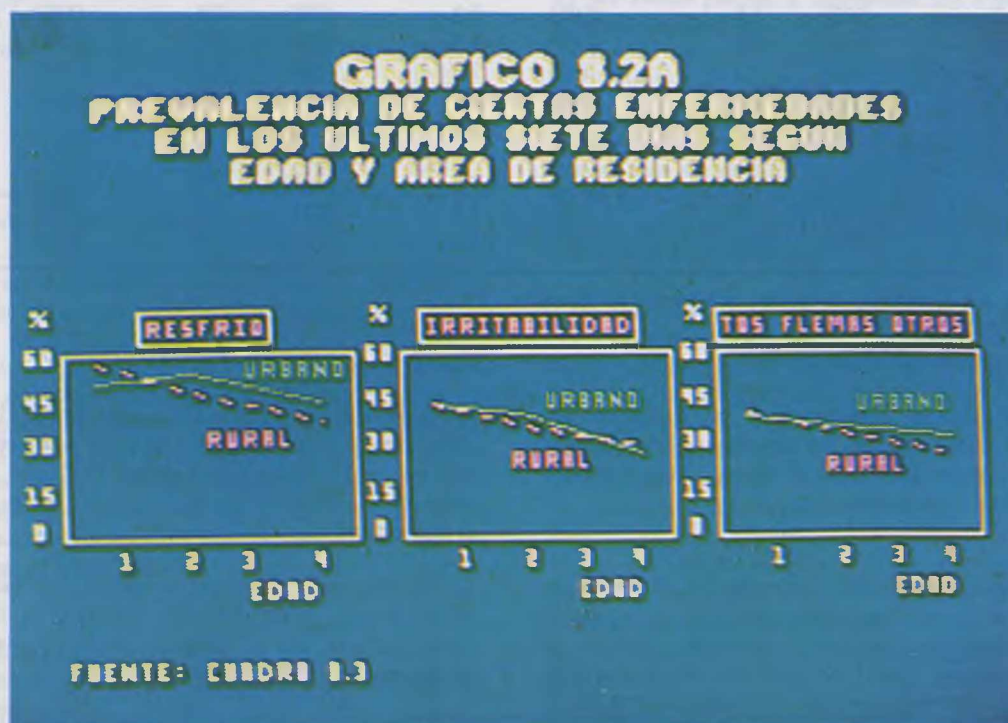 GRAFICO 8.2A
PREVALENCIA DE CIERTAS ENFERMEDADES
EN LOS ULTIMOS SIETE DIAS SEGUN
EDAD Y AREA DE RESIDENCIA
% RESFRIO
60
45
30
15
0
URBANO
RURAL
1 2 3 4
EDAD
% IRRITABILIDAD
60
45
30
15
0
URBANO
RURAL
1 2 3 4
EDAD
% TOS FLEMAS OTROS
60
45
30
15
0
URBANO
RURAL
1 2 3 4
EDAD
FUENTE: CUADRO 8.3